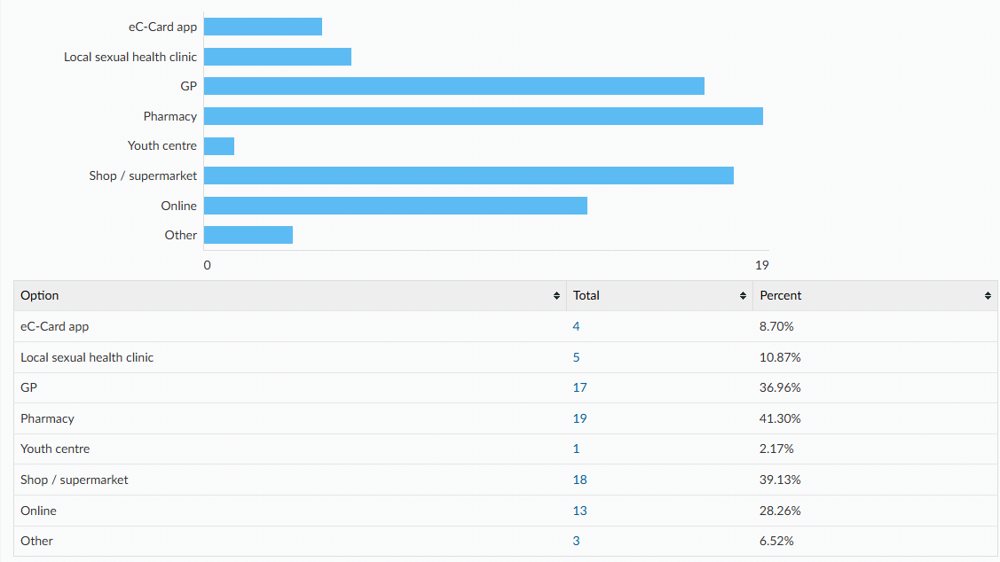 eC-Card app
Local sexual health clinic
GP
Pharmacy
Youth centre
Shop / supermarket
Online
Other
0 19
Option Total Percent
eC-Card app 4 8.70%
Local sexual health clinic 5 10.87%
GP 17 36.96%
Pharmacy 19 41.30%
Youth centre 1 2.17%
Shop / supermarket 18 39.13%
Online 13 28.26%
Other 3 6.52%